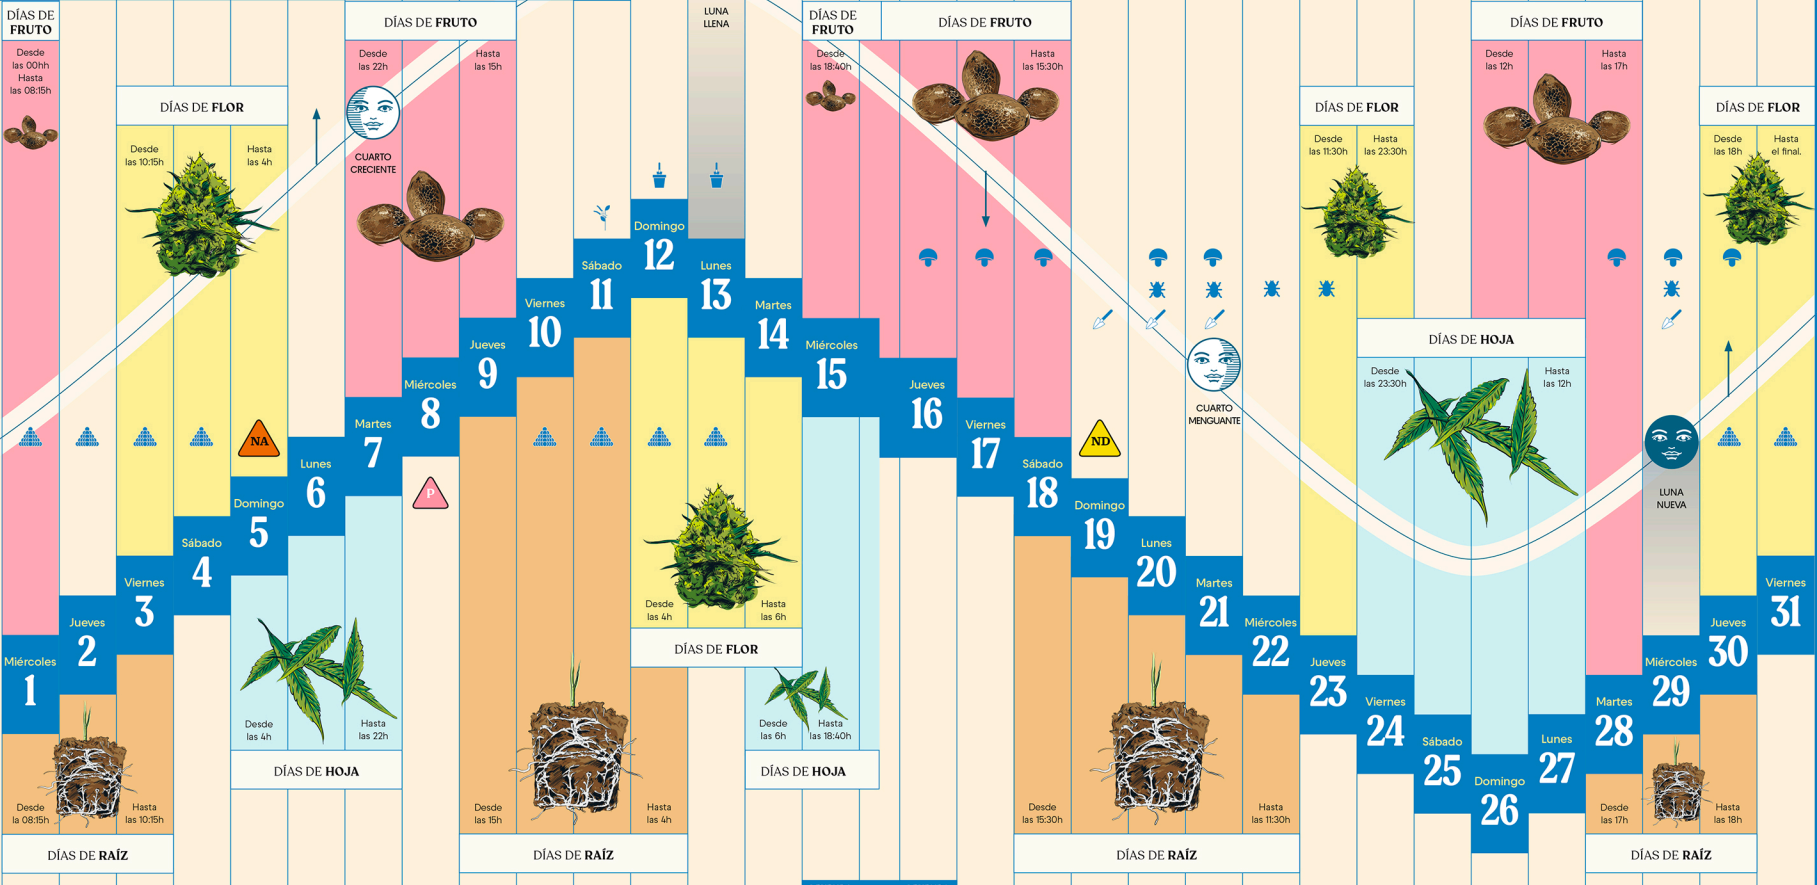 DÍAS DE
FRUTO
Desde
las 00hh
Hasta
las 08:15h
DÍAS DE FLOR
Desde
las 10:15h
Hasta
las 4h
DÍAS DE FRUTO
Desde
las 22h
Hasta
las 15h
CUARTO
CRECIENTE
LUNA
LLENA
DÍAS DE
FRUTO
Desde
las 18:40h
DÍAS DE FRUTO
Hasta
las 15:30h
DÍAS DE FLOR
Desde
las 11:30h
Hasta
las 23:30h
DÍAS DE FRUTO
Desde
las 12h
Hasta
las 17h
DÍAS DE FLOR
Desde
las 18h
Hasta
el final.
DÍAS DE HOJA
Desde
las 23:30h
Hasta
las 12h
CUARTO
MENGUANTE
LUNA
NUEVA
NA
P
ND
Miércoles
1
Jueves
2
Viernes
3
Sábado
4
Domingo
5
Lunes
6
Martes
7
Miércoles
8
Jueves
9
Viernes
10
Sábado
11
Domingo
12
Lunes
13
Martes
14
Miércoles
15
Jueves
16
Viernes
17
Sábado
18
Domingo
19
Lunes
20
Martes
21
Miércoles
22
Jueves
23
Viernes
24
Sábado
25
Domingo
26
Lunes
27
Martes
28
Miércoles
29
Jueves
30
Viernes
31
Desde
la 08:15h
Hasta
las 10:15h
DÍAS DE RAÍZ
Desde
las 4h
Hasta
las 22h
DÍAS DE HOJA
Desde
las 15h
Hasta
las 4h
DÍAS DE RAÍZ
Desde
las 4h
Hasta
las 6h
DÍAS DE FLOR
Desde
las 6h
Hasta
las 18:40h
DÍAS DE HOJA
Desde
las 15:30h
Hasta
las 11:30h
DÍAS DE RAÍZ
Desde
las 17h
Hasta
las 18h
DÍAS DE RAÍZ